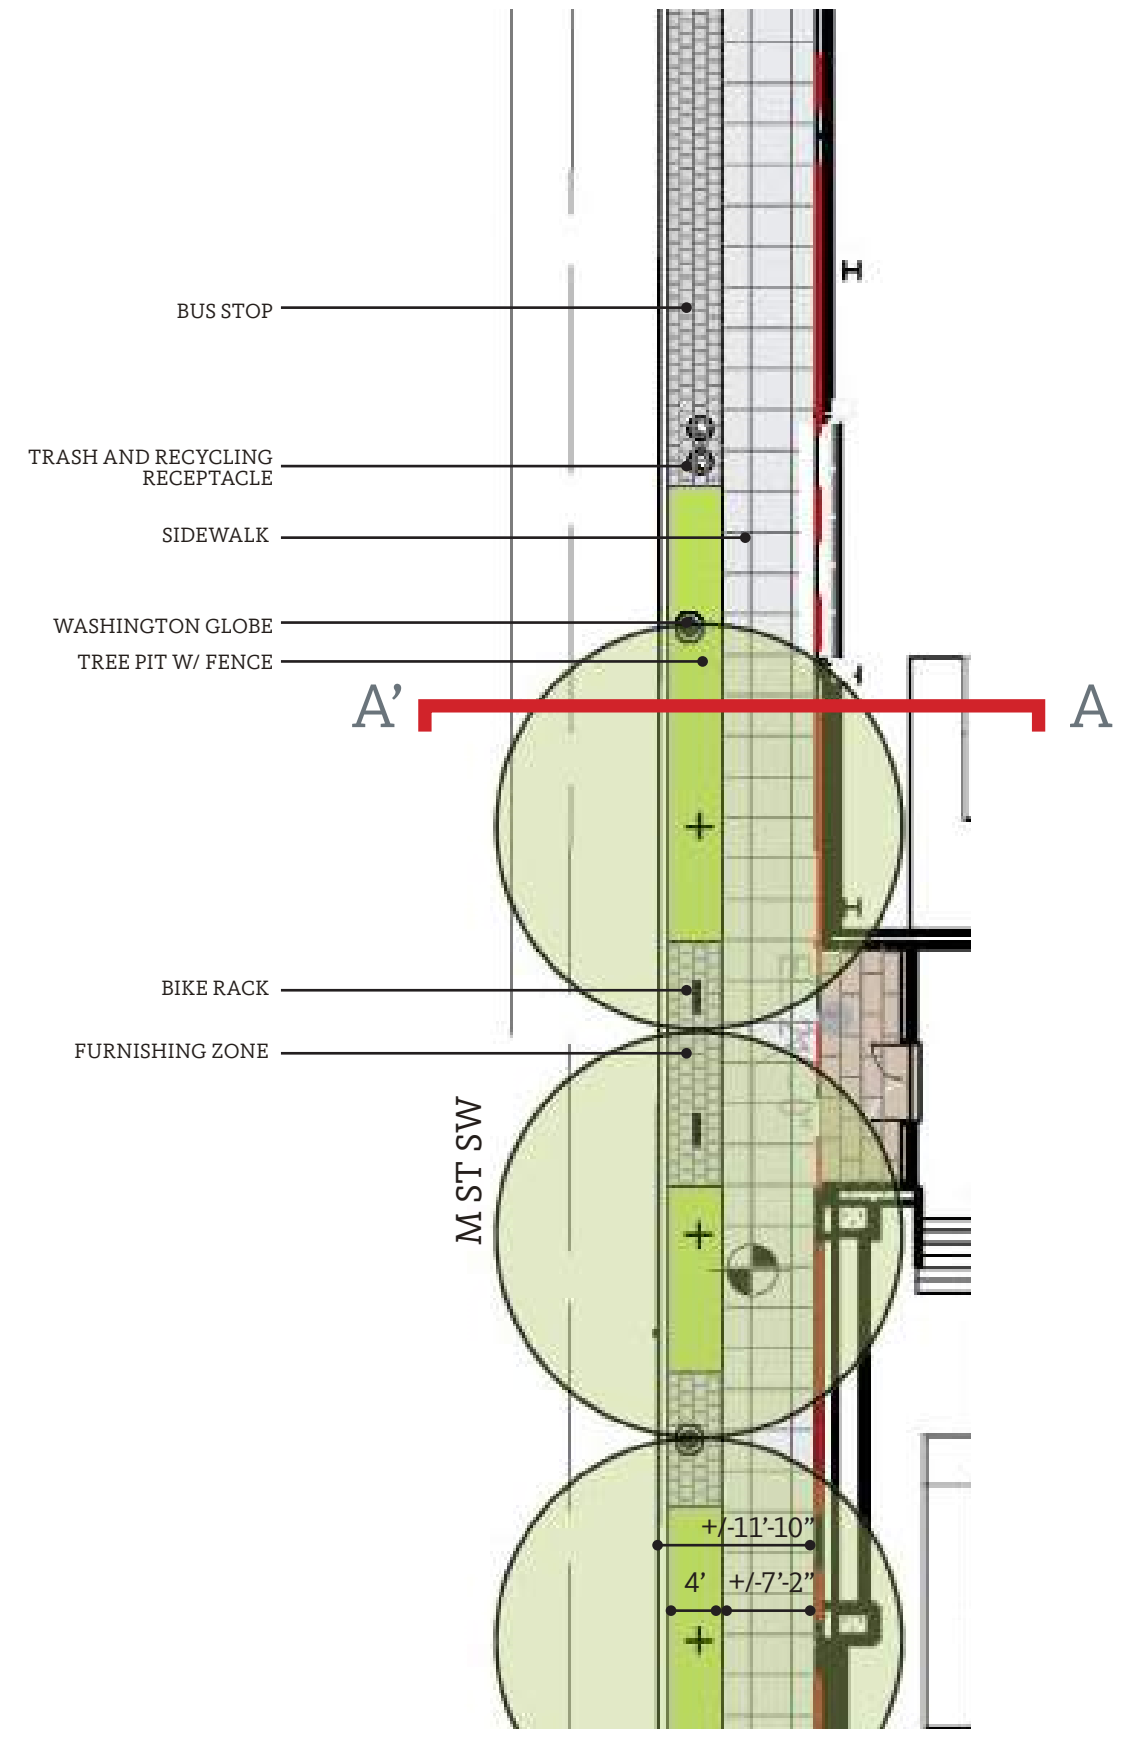 BUS STOP
TRASH AND RECYCLING
RECEPTACLE
SIDEWALK
WASHINGTON GLOBE
TREE PIT W/ FENCE
A’
A
BIKE RACK
FURNISHING ZONE
M ST SW
+/-11’-10”
4’
+/-7’-2”